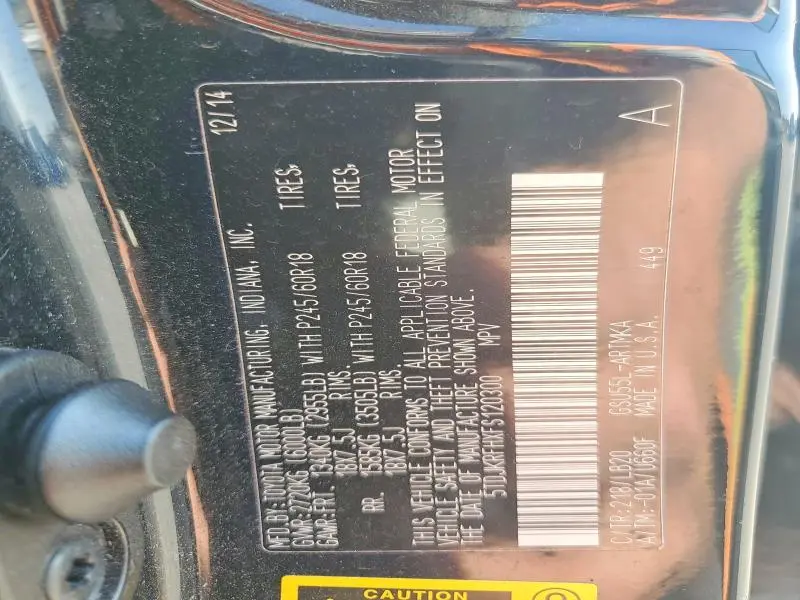 MFD.BY: TOYOTA MOTOR MANUFACTURING, INDIANA, INC. 12/14
GVWR:2720KG (6000LB)
GAWR:FRT. 1340KG (2955LB) WITH P245/60R18 TIRES,
18X7.5J RIMS,
RR. 1585KG (3505LB) WITH P245/60R18 TIRES,
18X7.5J RIMS.
THIS VEHICLE CONFORMS TO ALL APPLICABLE FEDERAL MOTOR
VEHICLE SAFETY AND THEFT PREVENTION STANDARDS IN EFFECT ON
THE DATE OF MANUFACTURE SHOWN ABOVE.
5TDJKRFHXFS120300 MPV
C/TR:218/LB20 GSU55L-ARTMKA A
A/TM:-01A/U660F MADE IN U.S.A. 449
CAUTION